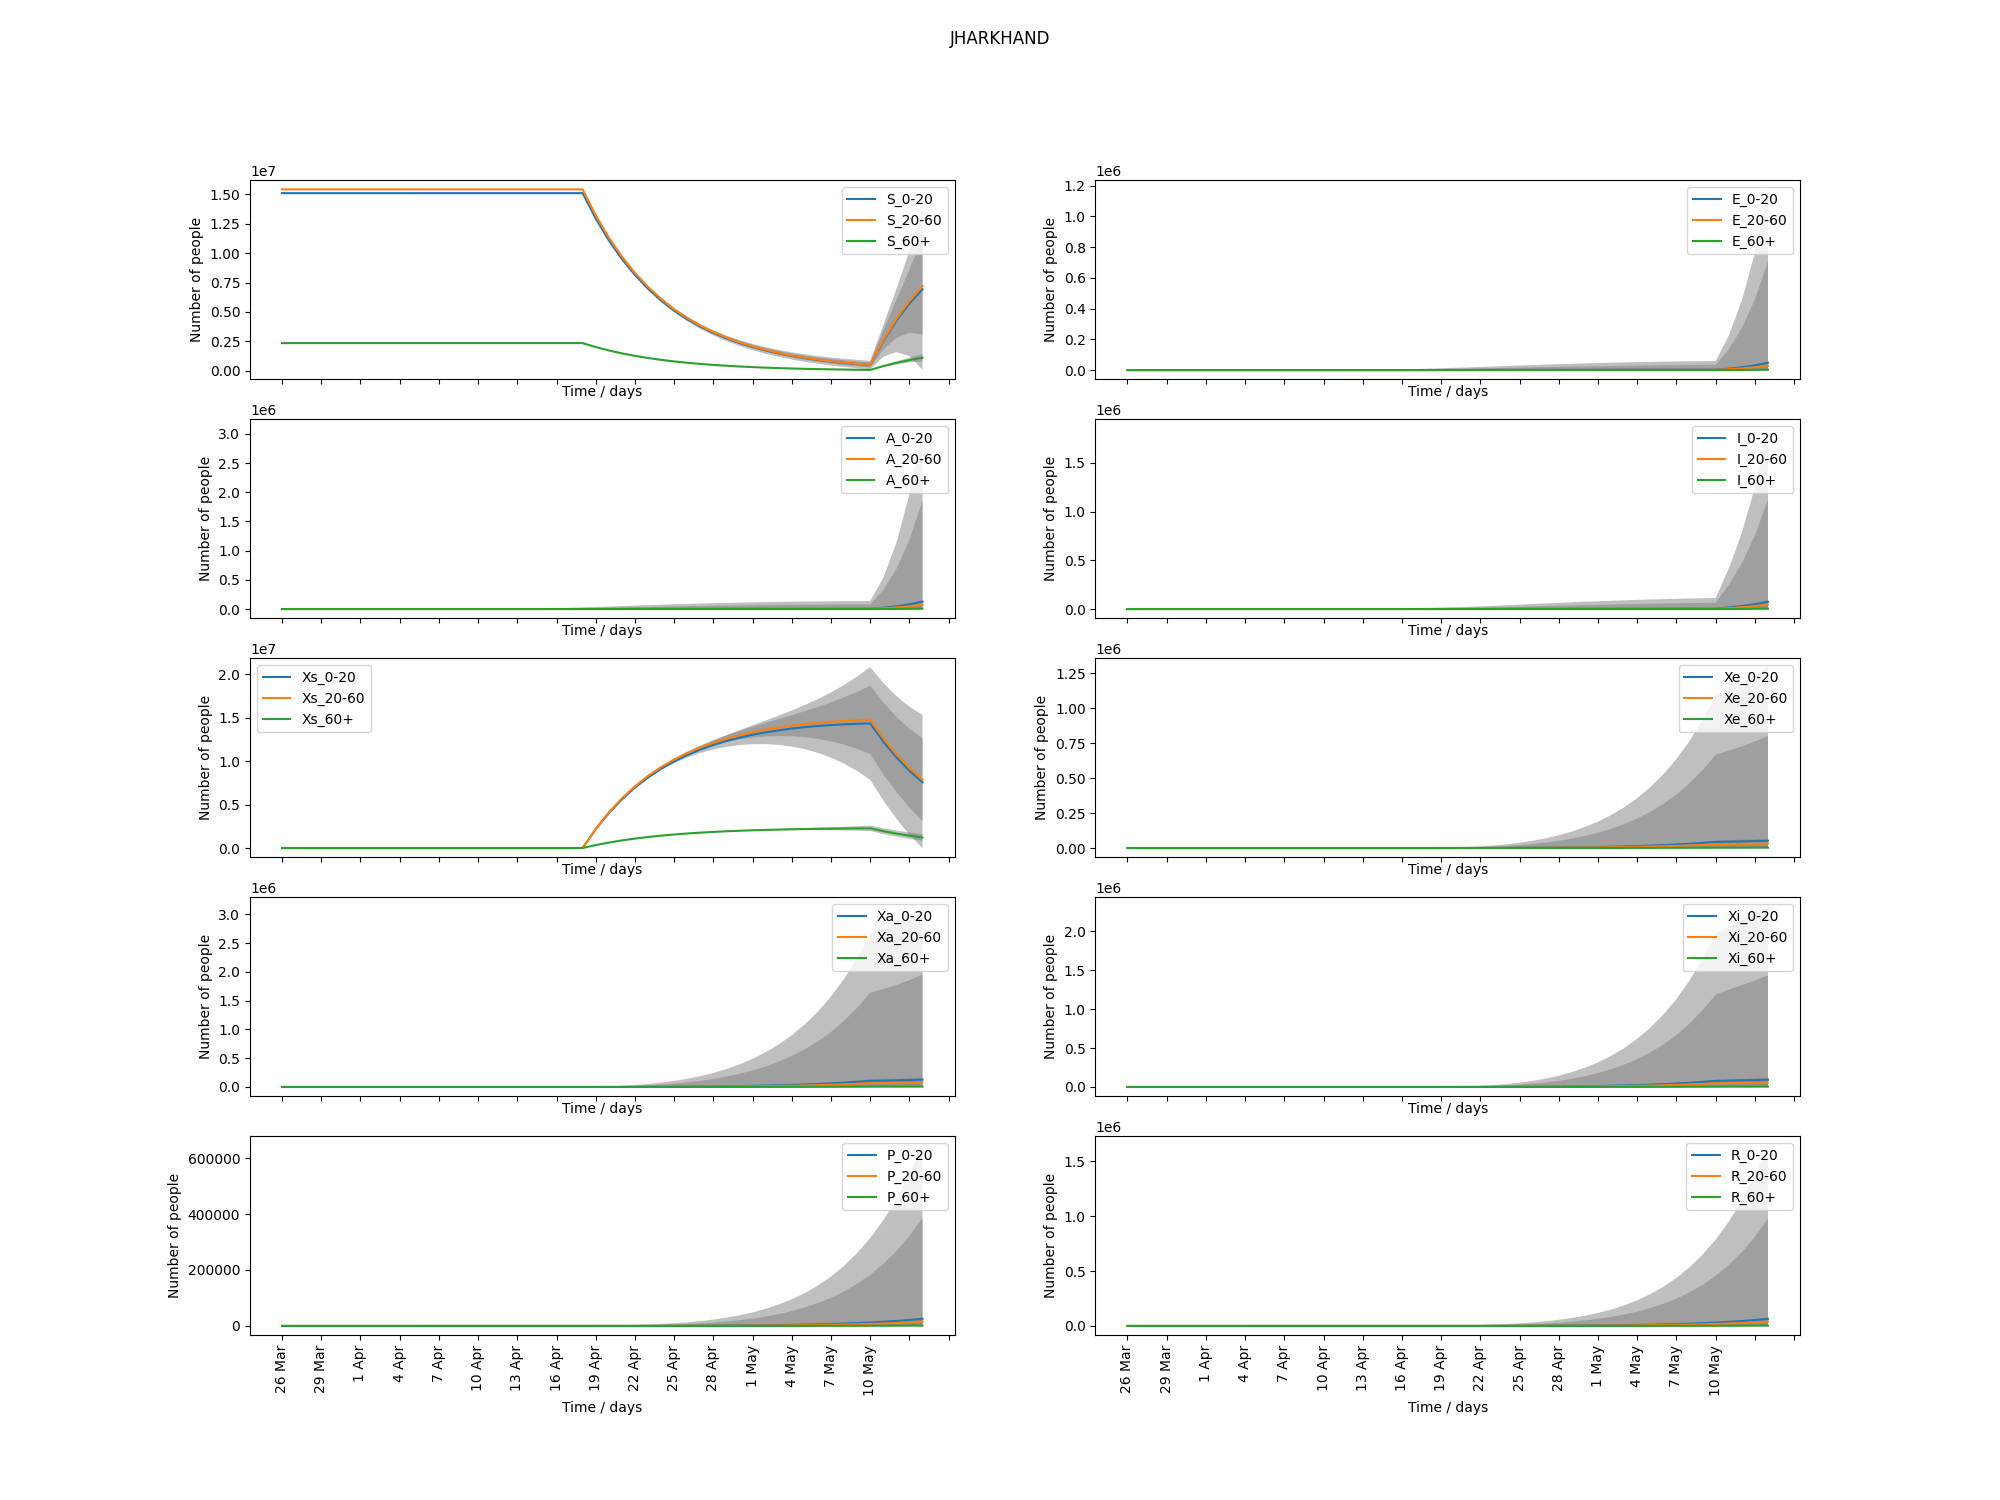 JHARKHAND
1e7
1.50
1.25
1.00
0.75
0.50
0.25
0.00
Number of people
S_0-20
S_20-60
S_60+
Time / days
1e6
1.2
1.0
0.8
0.6
0.4
0.2
0.0
Number of people
E_0-20
E_20-60
E_60+
Time / days
1e6
3.0
2.5
2.0
1.5
1.0
0.5
0.0
Number of people
A_0-20
A_20-60
A_60+
Time / days
1e6
1.5
1.0
0.5
0.0
Number of people
I_0-20
I_20-60
I_60+
Time / days
1e7
2.0
1.5
1.0
0.5
0.0
Number of people
Xs_0-20
Xs_20-60
Xs_60+
Time / days
1e6
1.25
1.00
0.75
0.50
0.25
0.00
Number of people
Xe_0-20
Xe_20-60
Xe_60+
Time / days
1e6
3.0
2.5
2.0
1.5
1.0
0.5
0.0
Number of people
Xa_0-20
Xa_20-60
Xa_60+
Time / days
1e6
2.0
1.5
1.0
0.5
0.0
Number of people
Xi_0-20
Xi_20-60
Xi_60+
Time / days
600000
400000
200000
0
Number of people
P_0-20
P_20-60
P_60+
26 Mar
29 Mar
1 Apr
4 Apr
7 Apr
10 Apr
13 Apr
16 Apr
19 Apr
22 Apr
25 Apr
28 Apr
1 May
4 May
7 May
10 May
Time / days
1e6
1.5
1.0
0.5
0.0
Number of people
R_0-20
R_20-60
R_60+
26 Mar
29 Mar
1 Apr
4 Apr
7 Apr
10 Apr
13 Apr
16 Apr
19 Apr
22 Apr
25 Apr
28 Apr
1 May
4 May
7 May
10 May
Time / days